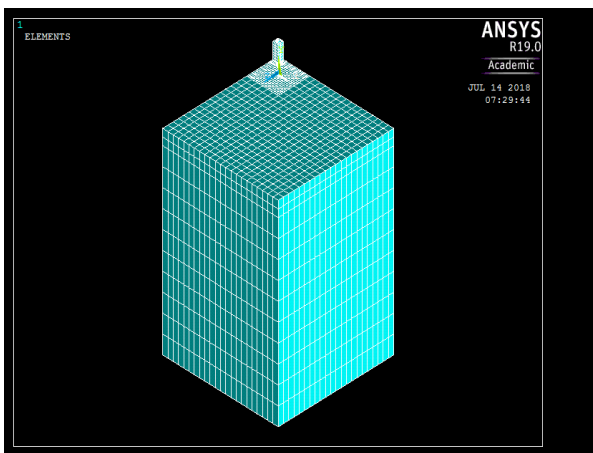 1
ELEMENTS
ANSYS
R19.0
Academic
JUL 14 2018
07:29:44